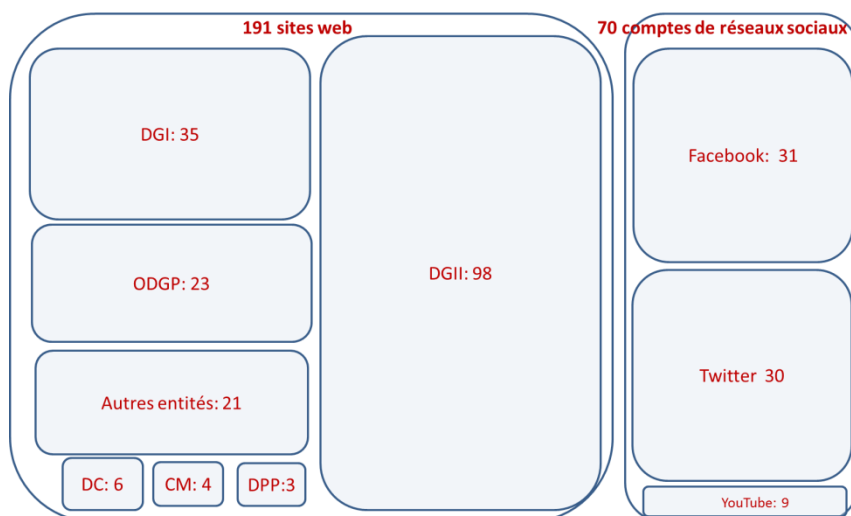 191 sites web
DGI: 35
ODGP: 23
Autres entités: 21
DC: 6
CM: 4
DPP:3
DGII: 98
70 comptes de réseaux sociaux
Facebook: 31
Twitter 30
YouTube: 9